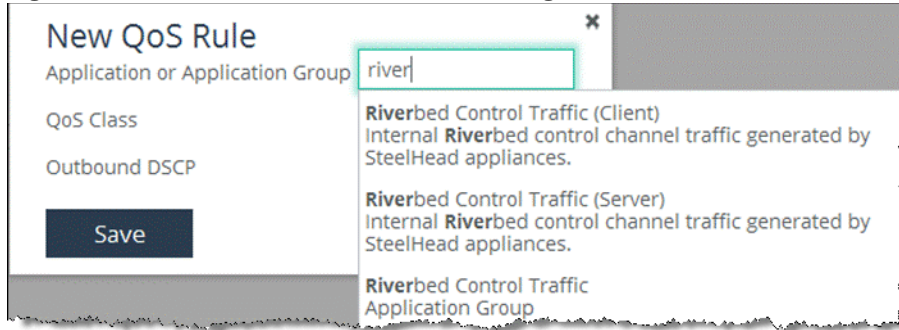 New QoS Rule
Application or Application Group
river
QoS Class
Outbound DSCP
Save
Riverbed Control Traffic (Client)
Internal Riverbed control channel traffic generated by
SteelHead appliances.
Riverbed Control Traffic (Server)
Internal Riverbed control channel traffic generated by
SteelHead appliances.
Riverbed Control Traffic
Application Group